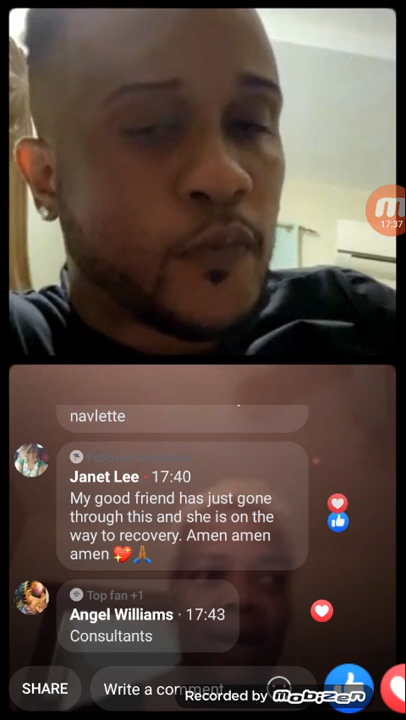 17:37
navlette
Janet Lee · 17:40
My good friend has just gone
through this and she is on the
way to recovery. Amen amen
amen 💖🙏
Top fan +1
Angel Williams · 17:43
Consultants
SHARE
Write a comment
Recorded by mobizen